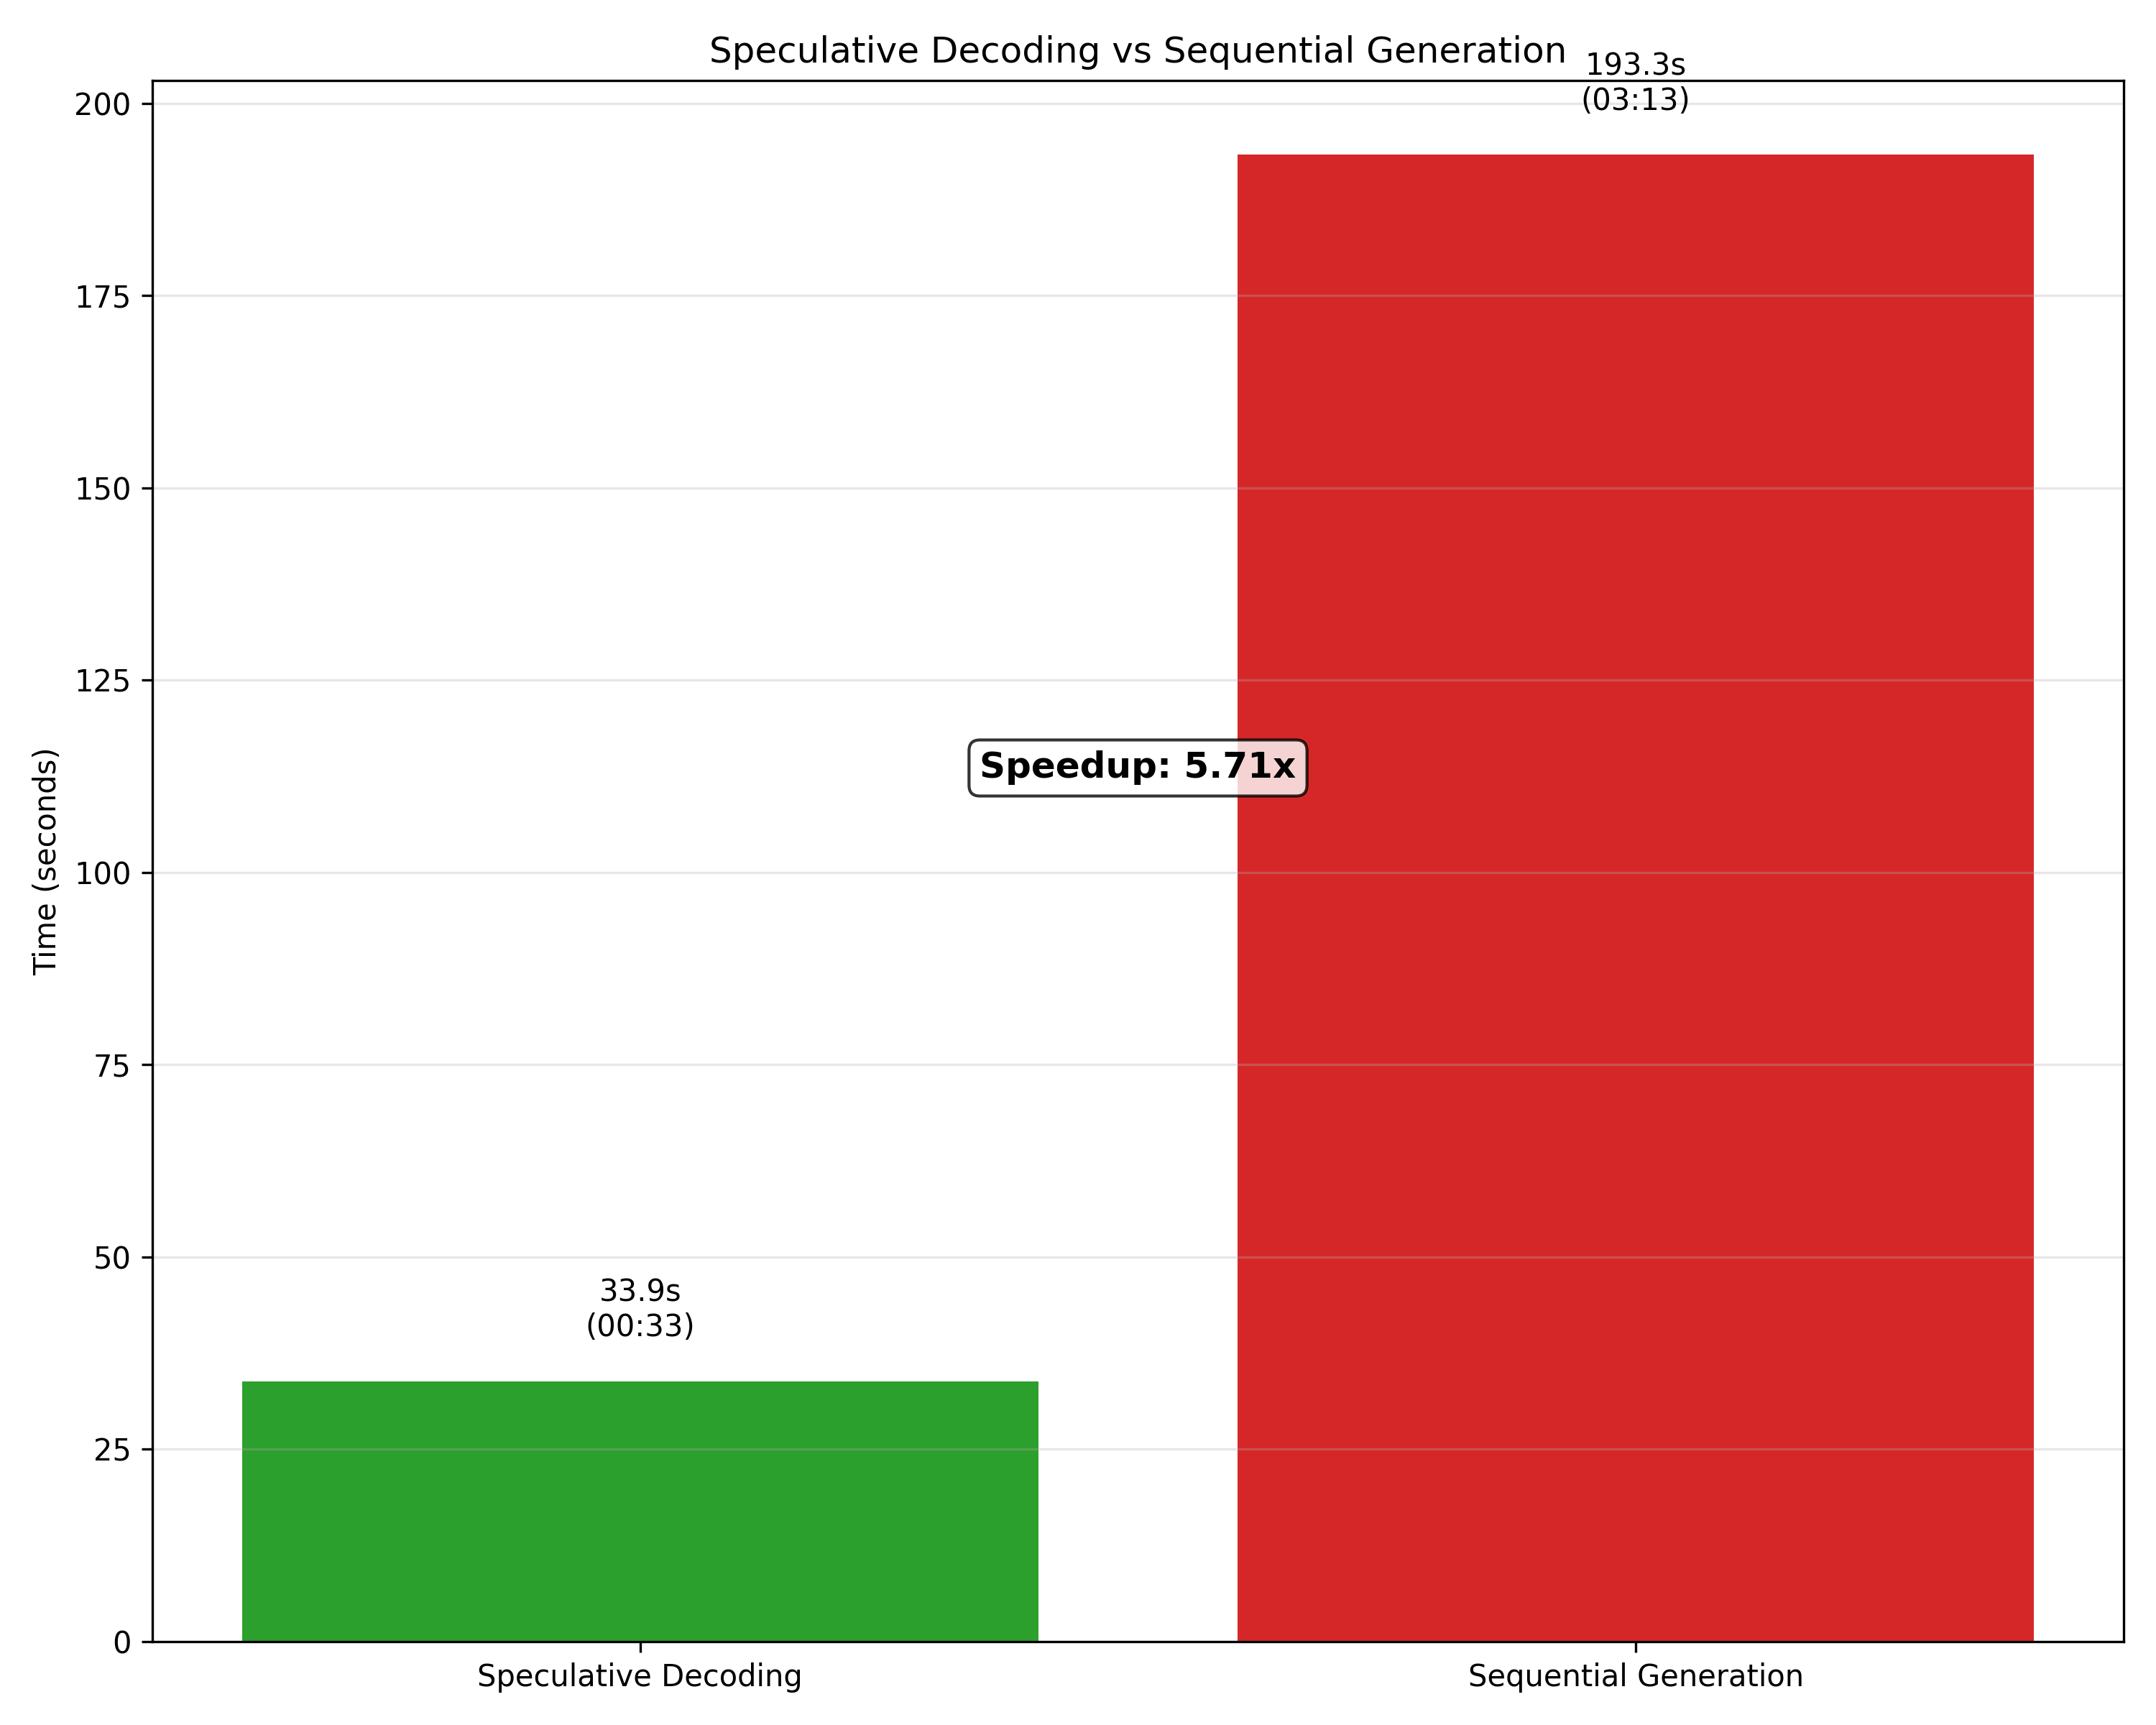 Speculative Decoding vs Sequential Generation
193.3s
(03:13)
200
175
150
125
100
75
50
25
0
Time (seconds)
Speedup: 5.71x
33.9s
(00:33)
Speculative Decoding
Sequential Generation